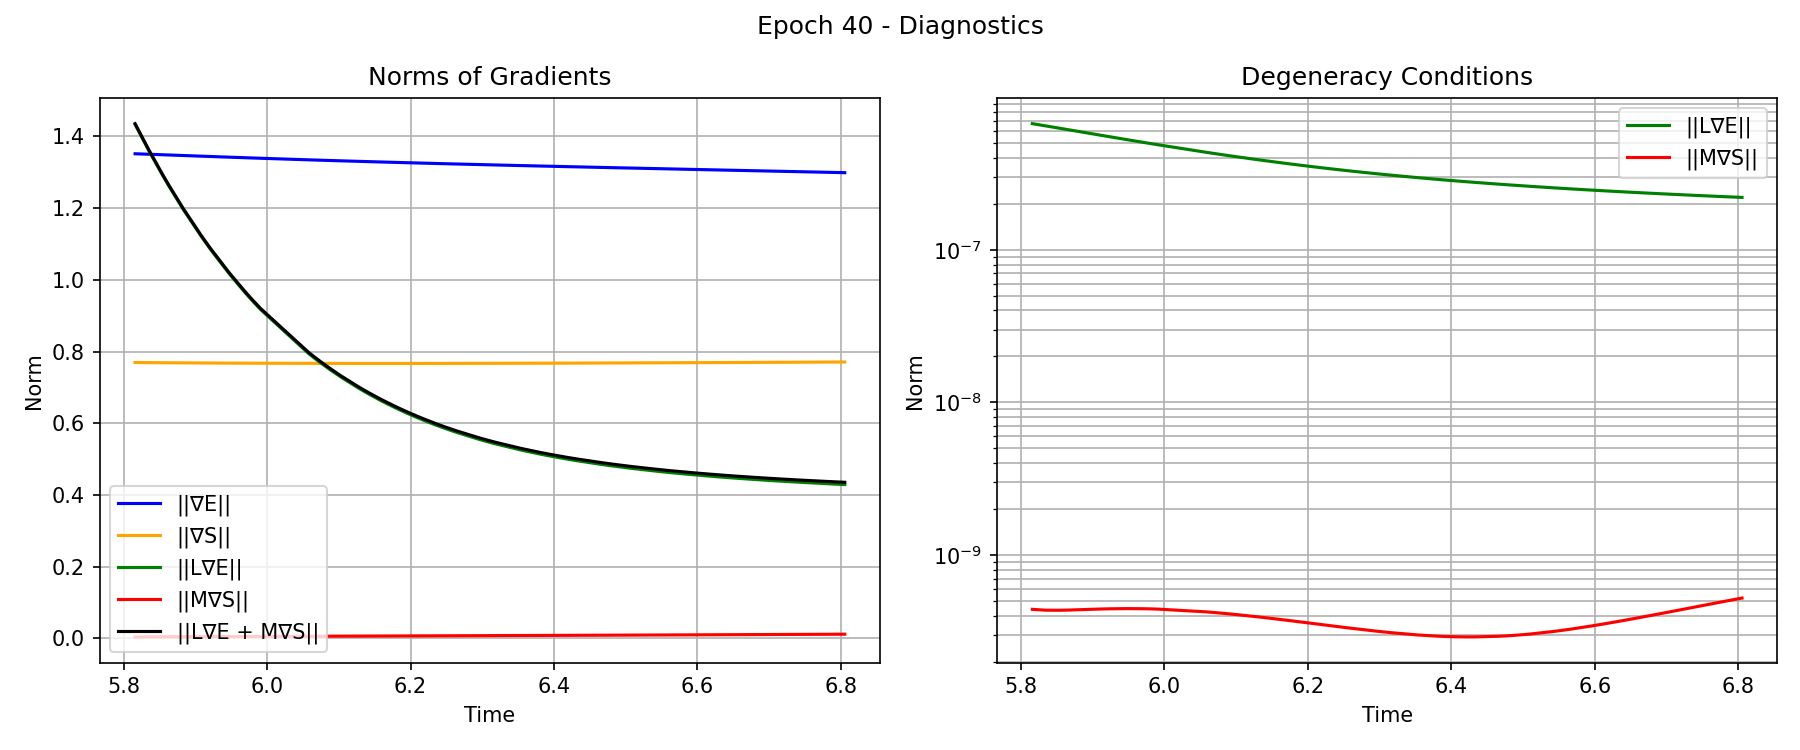 Epoch 40 - Diagnostics
Norms of Gradients
Norm
1.4
1.2
1.0
0.8
0.6
0.4
0.2
0.0
||∇E||
||∇S||
||L∇E||
||M∇S||
||L∇E + M∇S||
5.8 6.0 6.2 6.4 6.6 6.8
Time
Degeneracy Conditions
Norm
10⁻⁷
10⁻⁸
10⁻⁹
||L∇E||
||M∇S||
5.8 6.0 6.2 6.4 6.6 6.8
Time